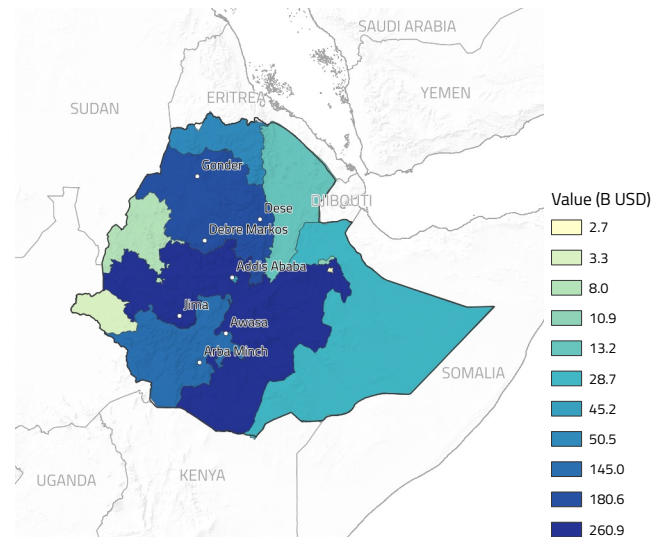 SAUDI ARABIA
YEMEN
ERITREA
SUDAN
Gonder
DJIBOUTI
Dese
Debre Markos
Addis Ababa
Jima
Awasa
Arba Minch
SOMALIA
UGANDA
KENYA
Value (B USD)
2.7
3.3
8.0
10.9
13.2
28.7
45.2
50.5
145.0
180.6
260.9